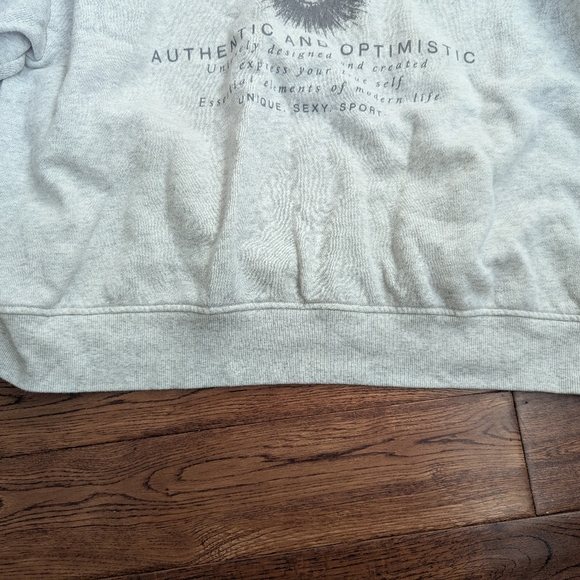 AUTHENTIC AND OPTIMISTIC
designed and created
express your true self
elements of modern life
UNIQUE. SEXY. SPORT